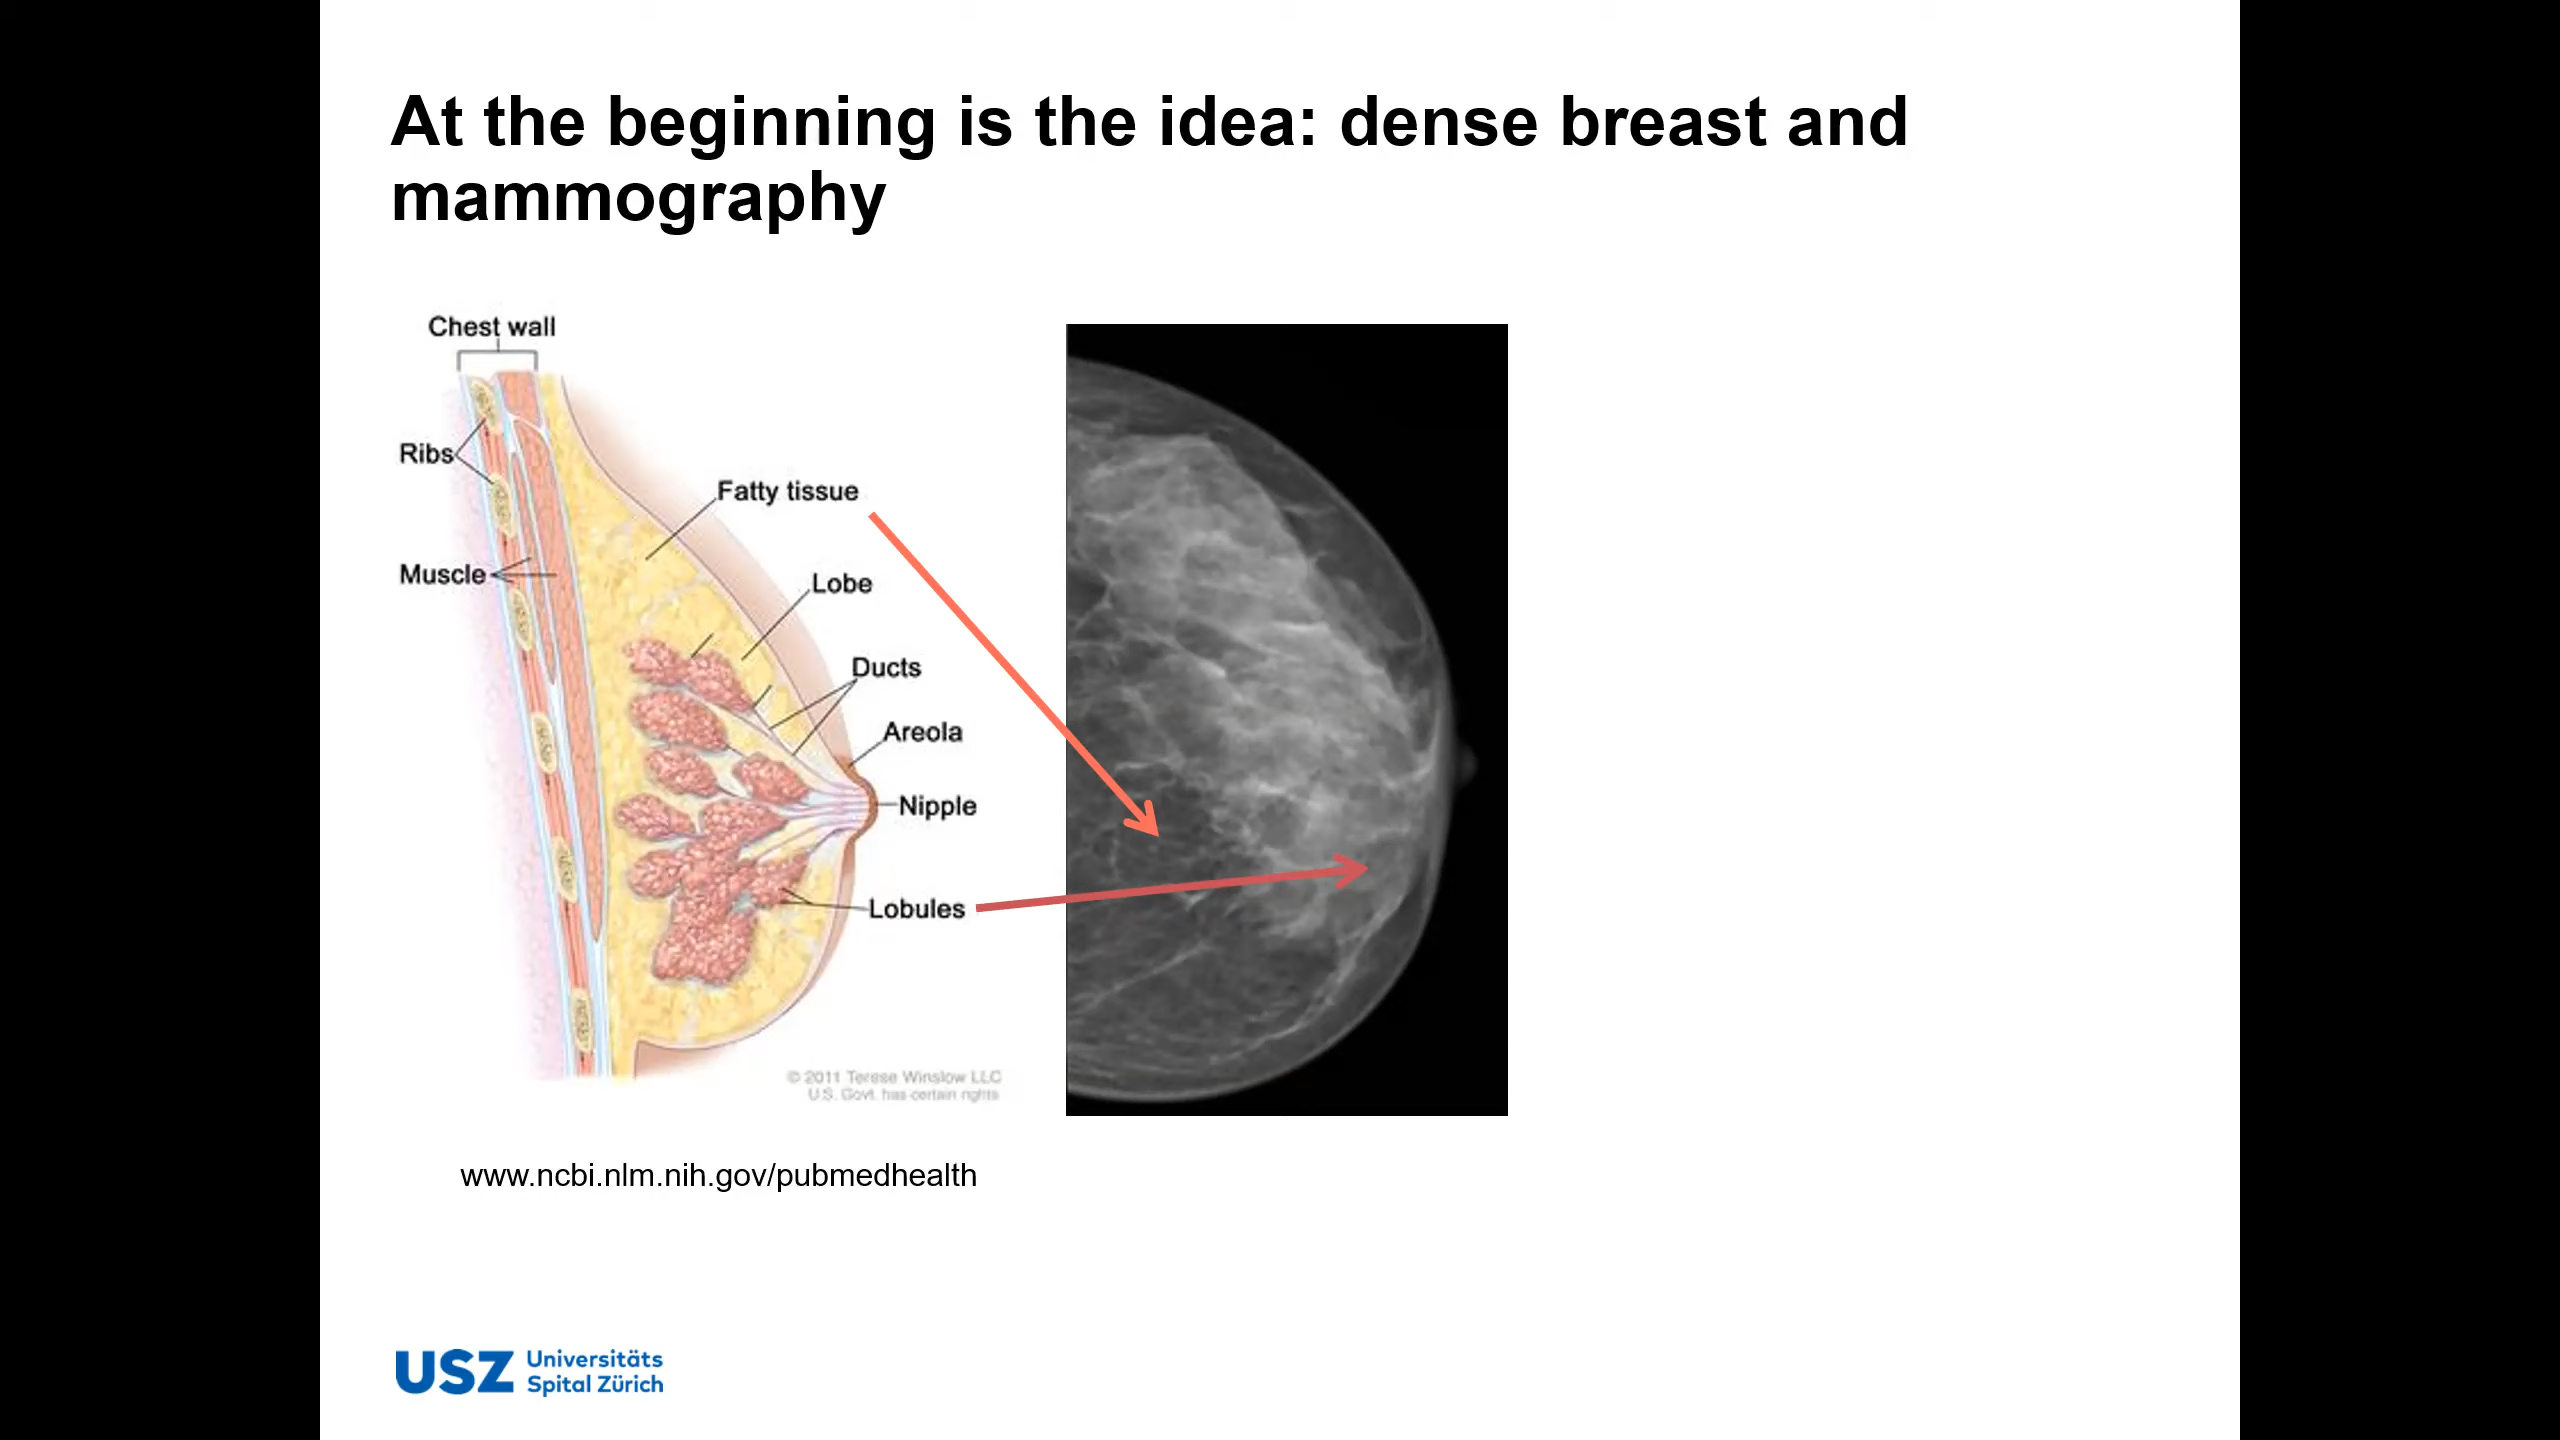 At the beginning is the idea: dense breast and
mammography
Chest wall
Ribs
Fatty tissue
Muscle
Lobe
Ducts
Areola
Nipple
Lobules
© 2011 Terese Winslow LLC
U.S. Govt. has certain rights
www.ncbi.nlm.nih.gov/pubmedhealth
USZ Universitäts
Spital Zürich